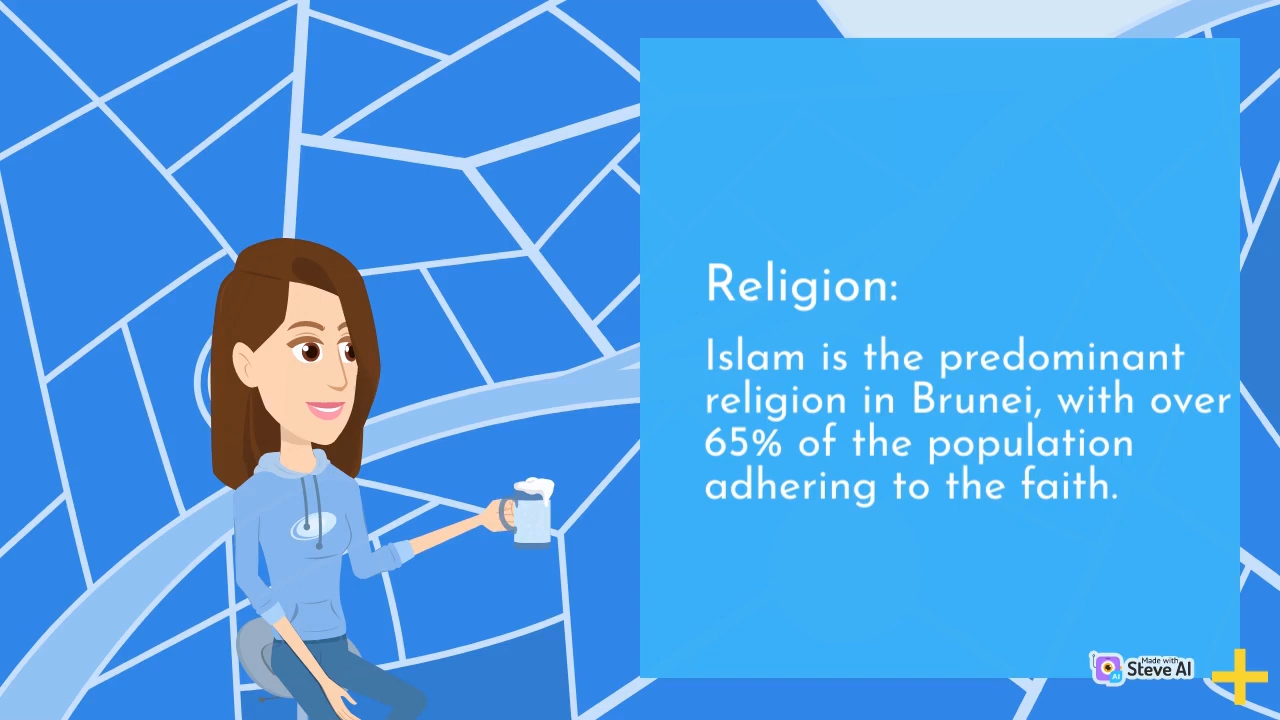 Religion:
Islam is the predominant
religion in Brunei, with over
65% of the population
adhering to the faith.
Made with
Steve AI
AI